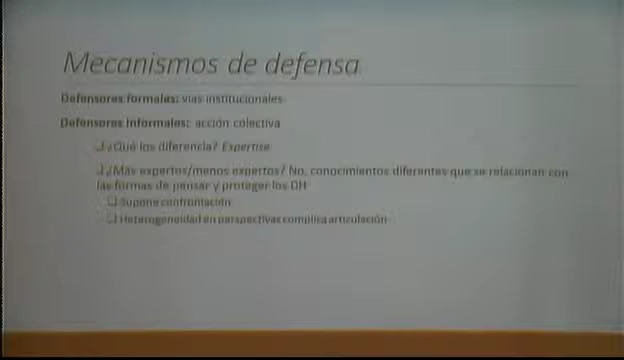 Mecanismos de defensa
Defensores formales: vías institucionales
Defensores informales: acción colectiva
¿Qué los diferencia? Expertise
¿Más expertos/menos expertos? No, conocimientos diferentes que se relacionan con
las formas de pensar y proteger los DH
Supone confrontación
Heterogeneidad en perspectivas complica articulación